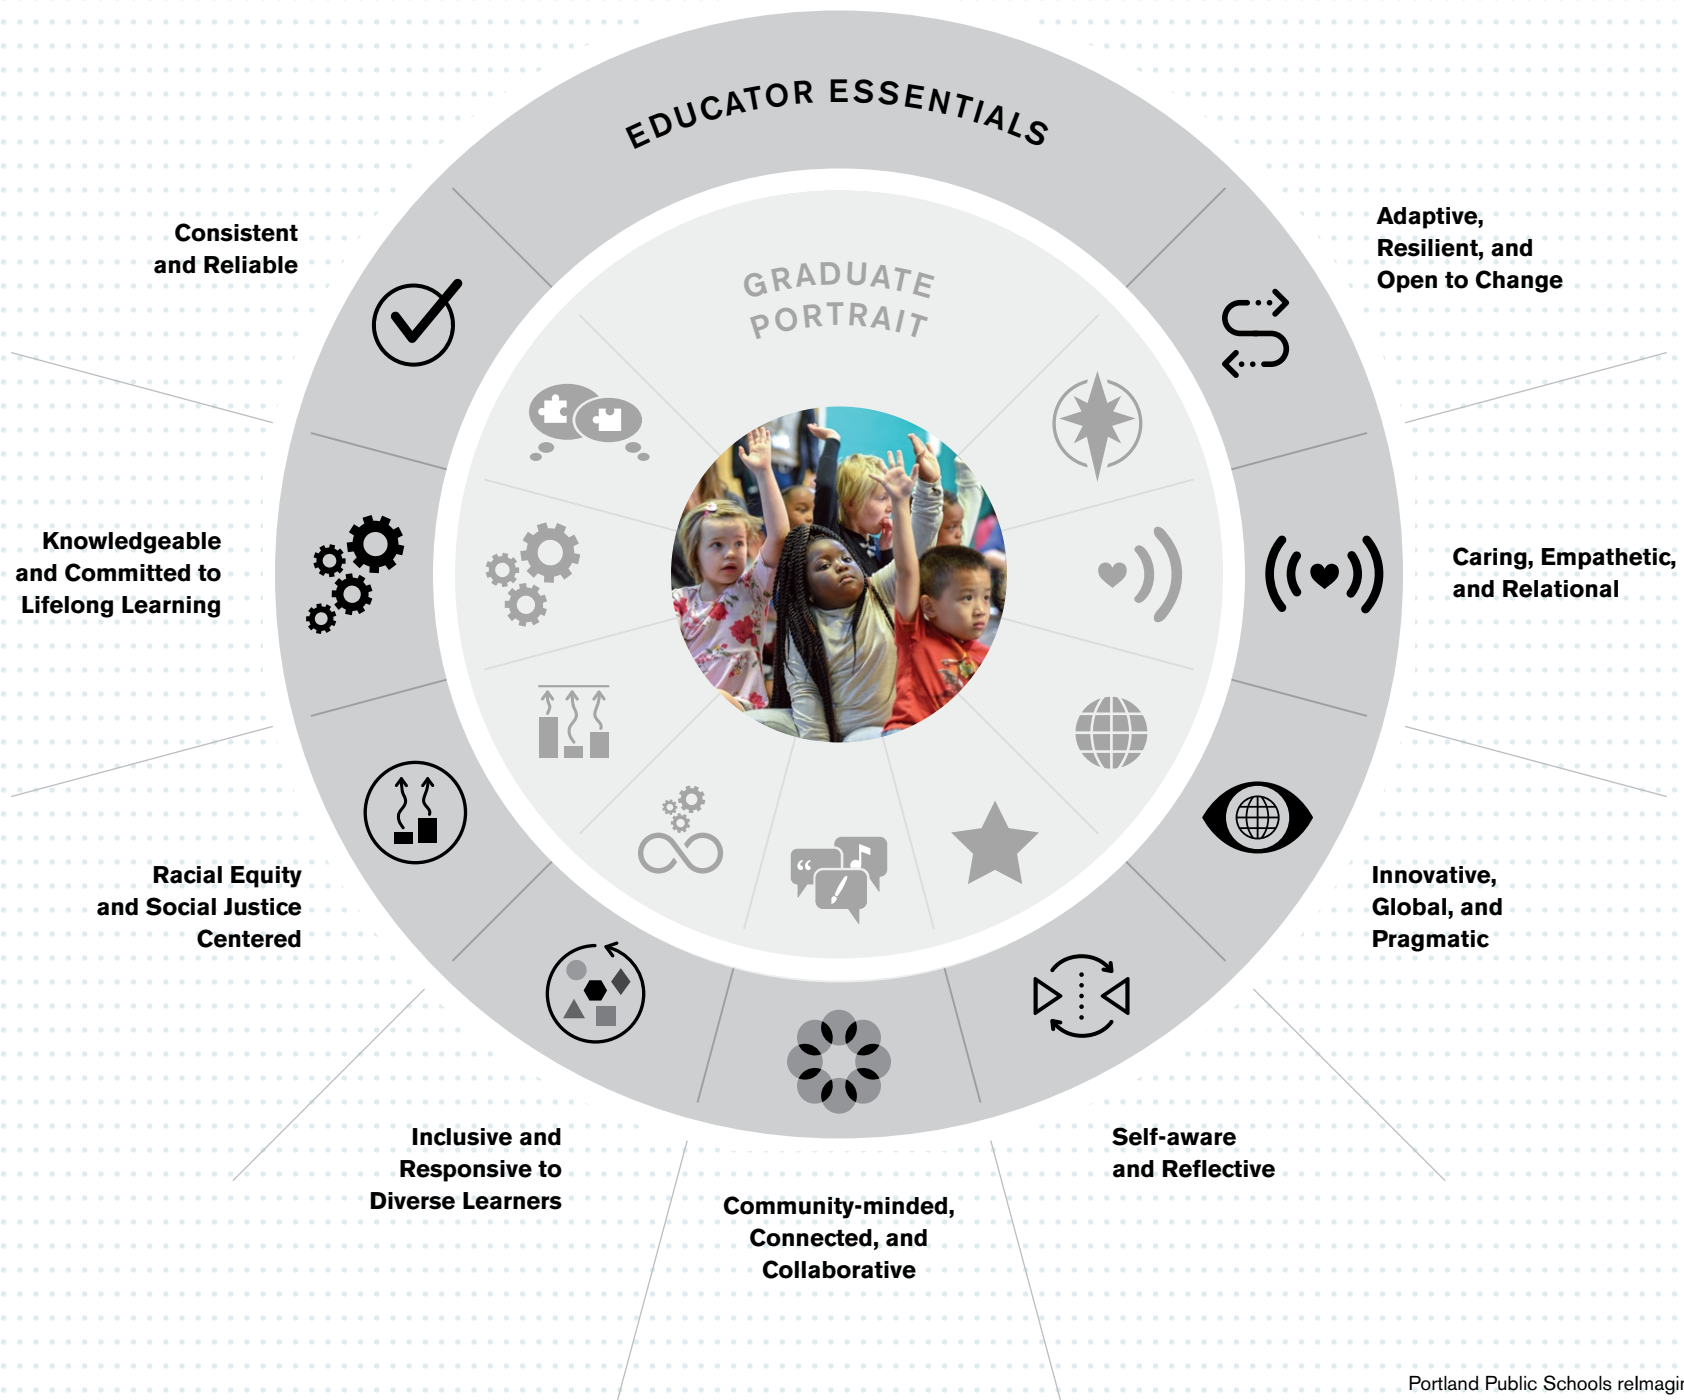 EDUCATOR ESSENTIALS
GRADUATE
PORTRAIT
Consistent
and Reliable
Adaptive,
Resilient, and
Open to Change
Knowledgeable
and Committed to
Lifelong Learning
Caring, Empathetic,
and Relational
Racial Equity
and Social Justice
Centered
Innovative,
Global, and
Pragmatic
Inclusive and
Responsive to
Diverse Learners
Self-aware
and Reflective
Community-minded,
Connected, and
Collaborative
Portland Public Schools